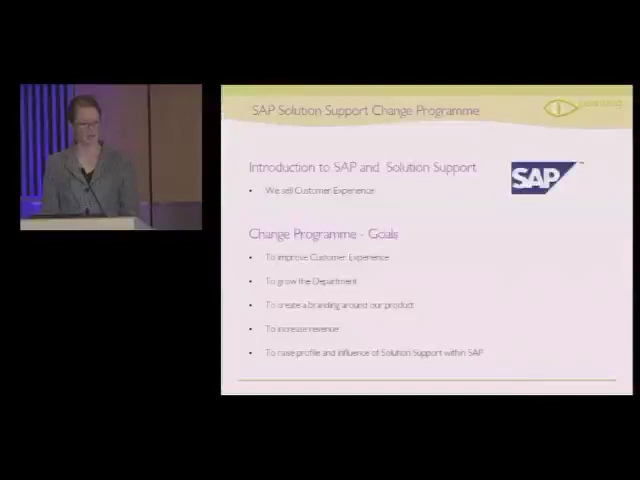 SAP Solution Support Change Programme
Introduction to SAP and Solution Support
SAP
• We sell Customer Experience
Change Programme - Goals
• To improve Customer Experience
• To grow the Department
• To create a branding around our product
• To increase revenue
• To raise profile and influence of Solution Support within SAP